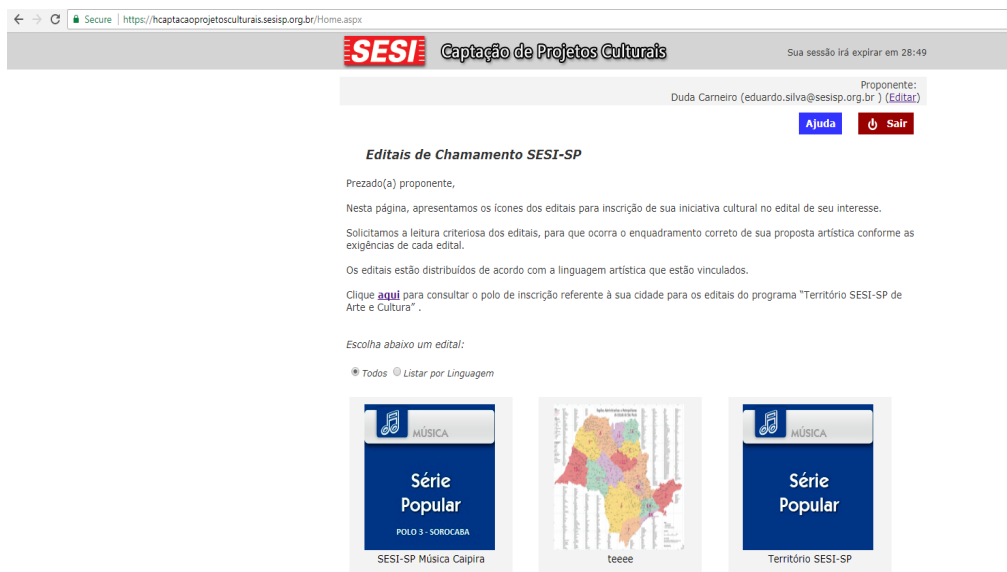 Secure | https://hcaptacaoprojetosculturais.sesisp.org.br/Home.aspx
SESI Captação de Projetos Culturais Sua sessão irá expirar em 28:49
Proponente:
Duda Carneiro (eduardo.silva@sesisp.org.br ) (Editar)
Ajuda Sair
Editais de Chamamento SESI-SP
Prezado(a) proponente,
Nesta página, apresentamos os ícones dos editais para inscrição de sua iniciativa cultural no edital de seu interesse.
Solicitamos a leitura criteriosa dos editais, para que ocorra o enquadramento correto de sua proposta artística conforme as
exigências de cada edital.
Os editais estão distribuídos de acordo com a linguagem artística que estão vinculados.
Clique aqui para consultar o polo de inscrição referente à sua cidade para os editais do programa "Território SESI-SP de
Arte e Cultura" .
Escolha abaixo um edital:
Todos Listar por Linguagem
MÚSICA
Série
Popular
POLO 3 - SOROCABA
SESI-SP Música Caipira
teeee
MÚSICA
Série
Popular
Território SESI-SP